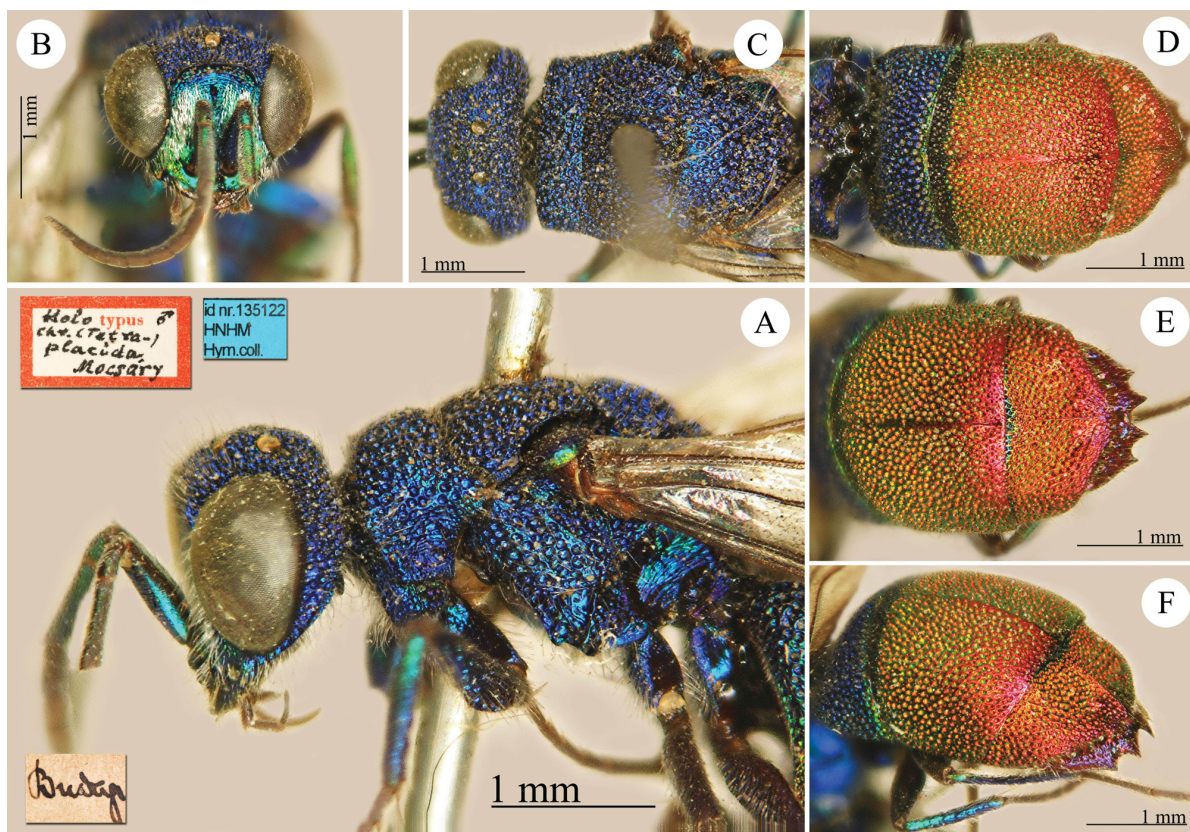 B
1 mm
C
1 mm
D
1 mm
A
Holo typus ♂
Chr. (Tetra-)
placida
Mocsáry
id nr.135122
HNHM
Hym.coll.
E
1 mm
F
1 mm
1 mm